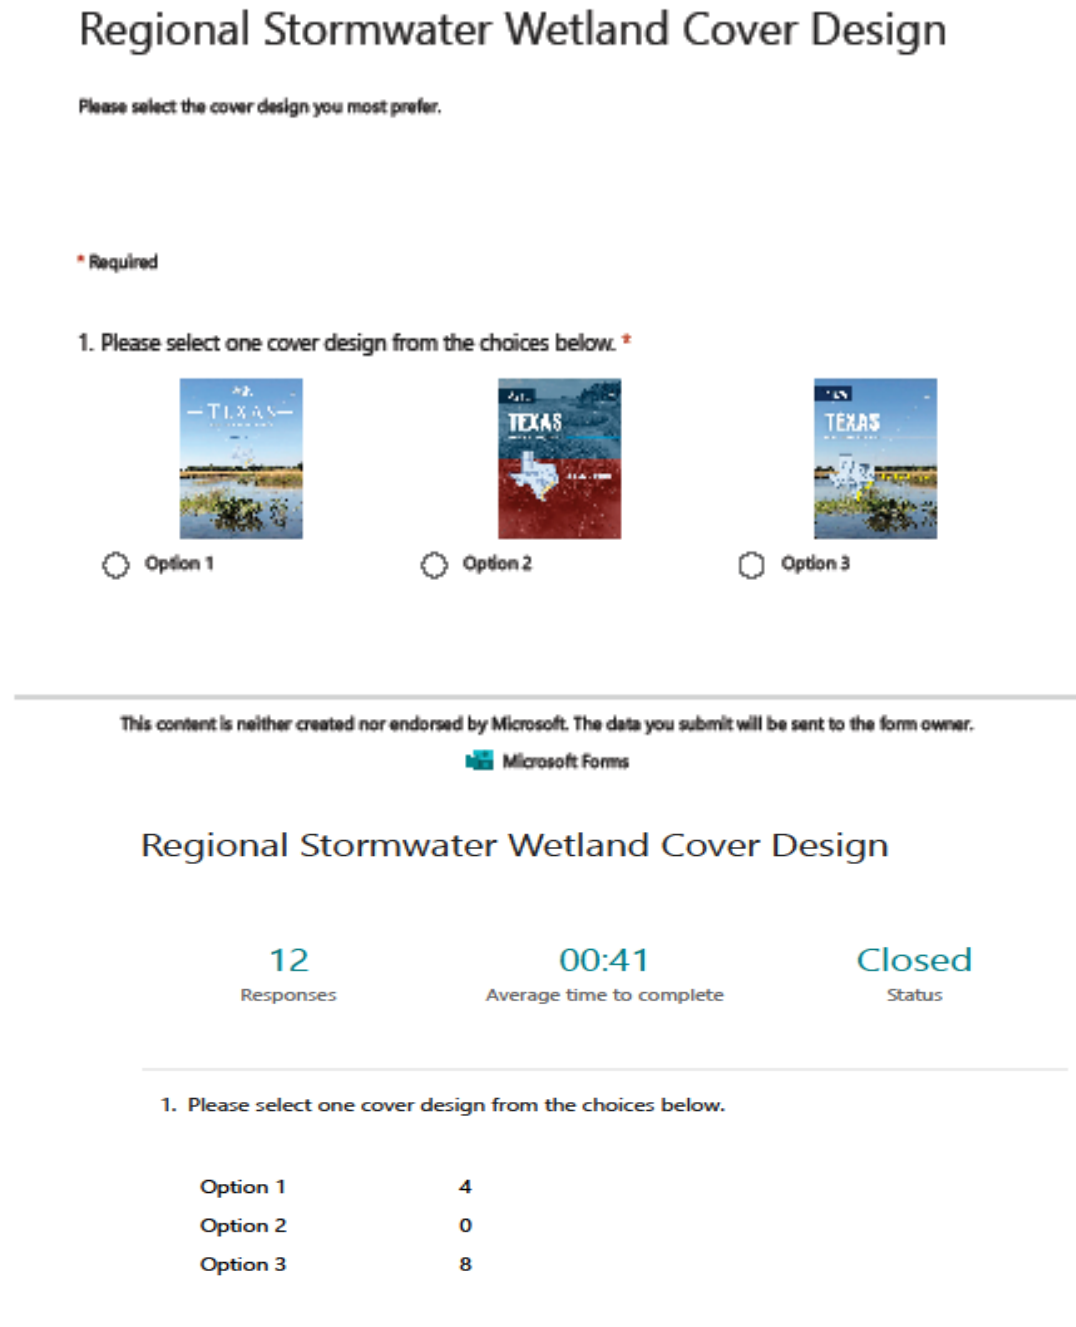 Regional Stormwater Wetland Cover Design
Please select the cover design you most prefer.
* Required
1. Please select one cover design from the choices below. *
TEXAS
TEXAS
TEXAS
Option 1
Option 2
Option 3
This content is neither created nor endorsed by Microsoft. The data you submit will be sent to the form owner.
Microsoft Forms
Regional Stormwater Wetland Cover Design
12
00:41
Closed
Responses
Average time to complete
Status
1. Please select one cover design from the choices below.
Option 1 4
Option 2 0
Option 3 8